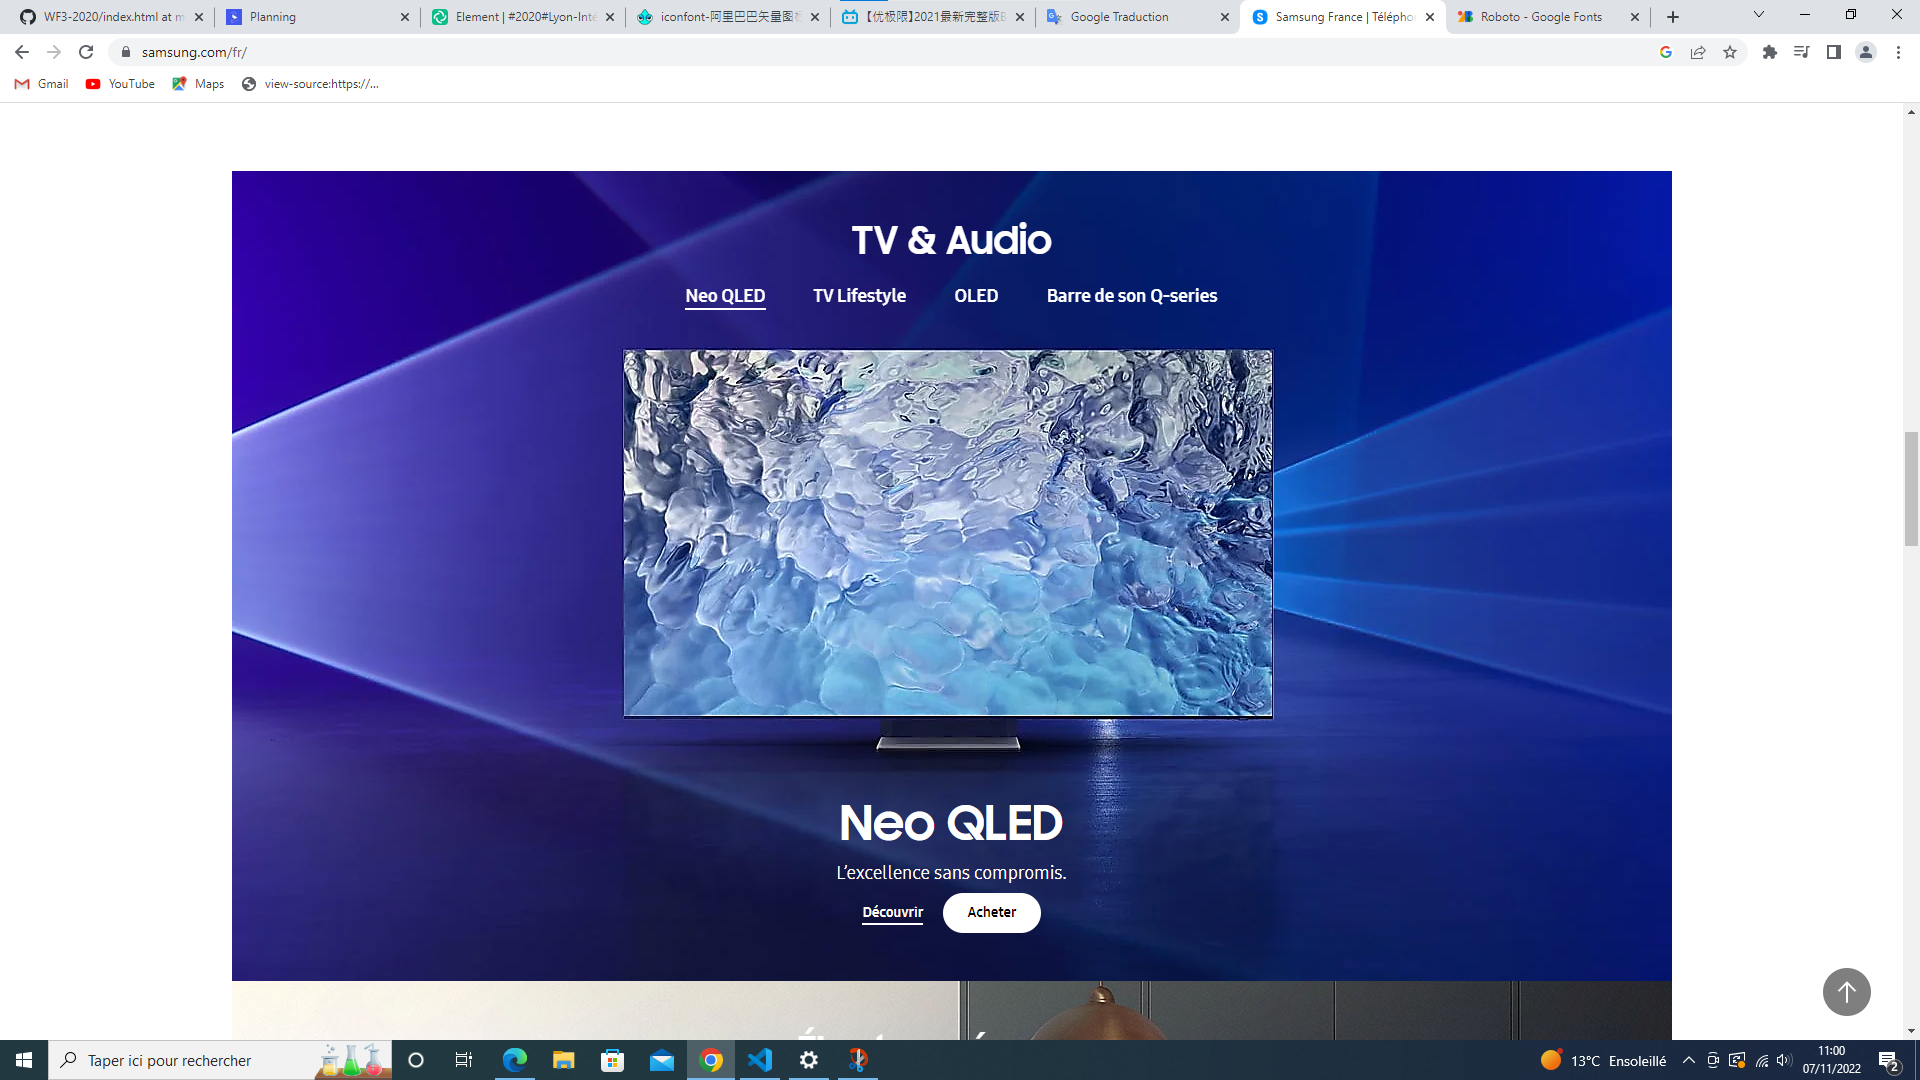 WF3-2020/index.html at m
Planning
Element | #2020#Lyon-Inte
iconfont-阿里巴巴矢量图标
【优极限】2021最新完整版B
Google Traduction
Samsung France | Télépho
Roboto - Google Fonts
samsung.com/fr/
Gmail
YouTube
Maps
view-source:https://...
TV & Audio
Neo QLED TV Lifestyle OLED Barre de son Q-series
Neo QLED
L'excellence sans compromis.
Découvrir Acheter
Taper ici pour rechercher
13°C Ensoleillé
11:00
07/11/2022
2